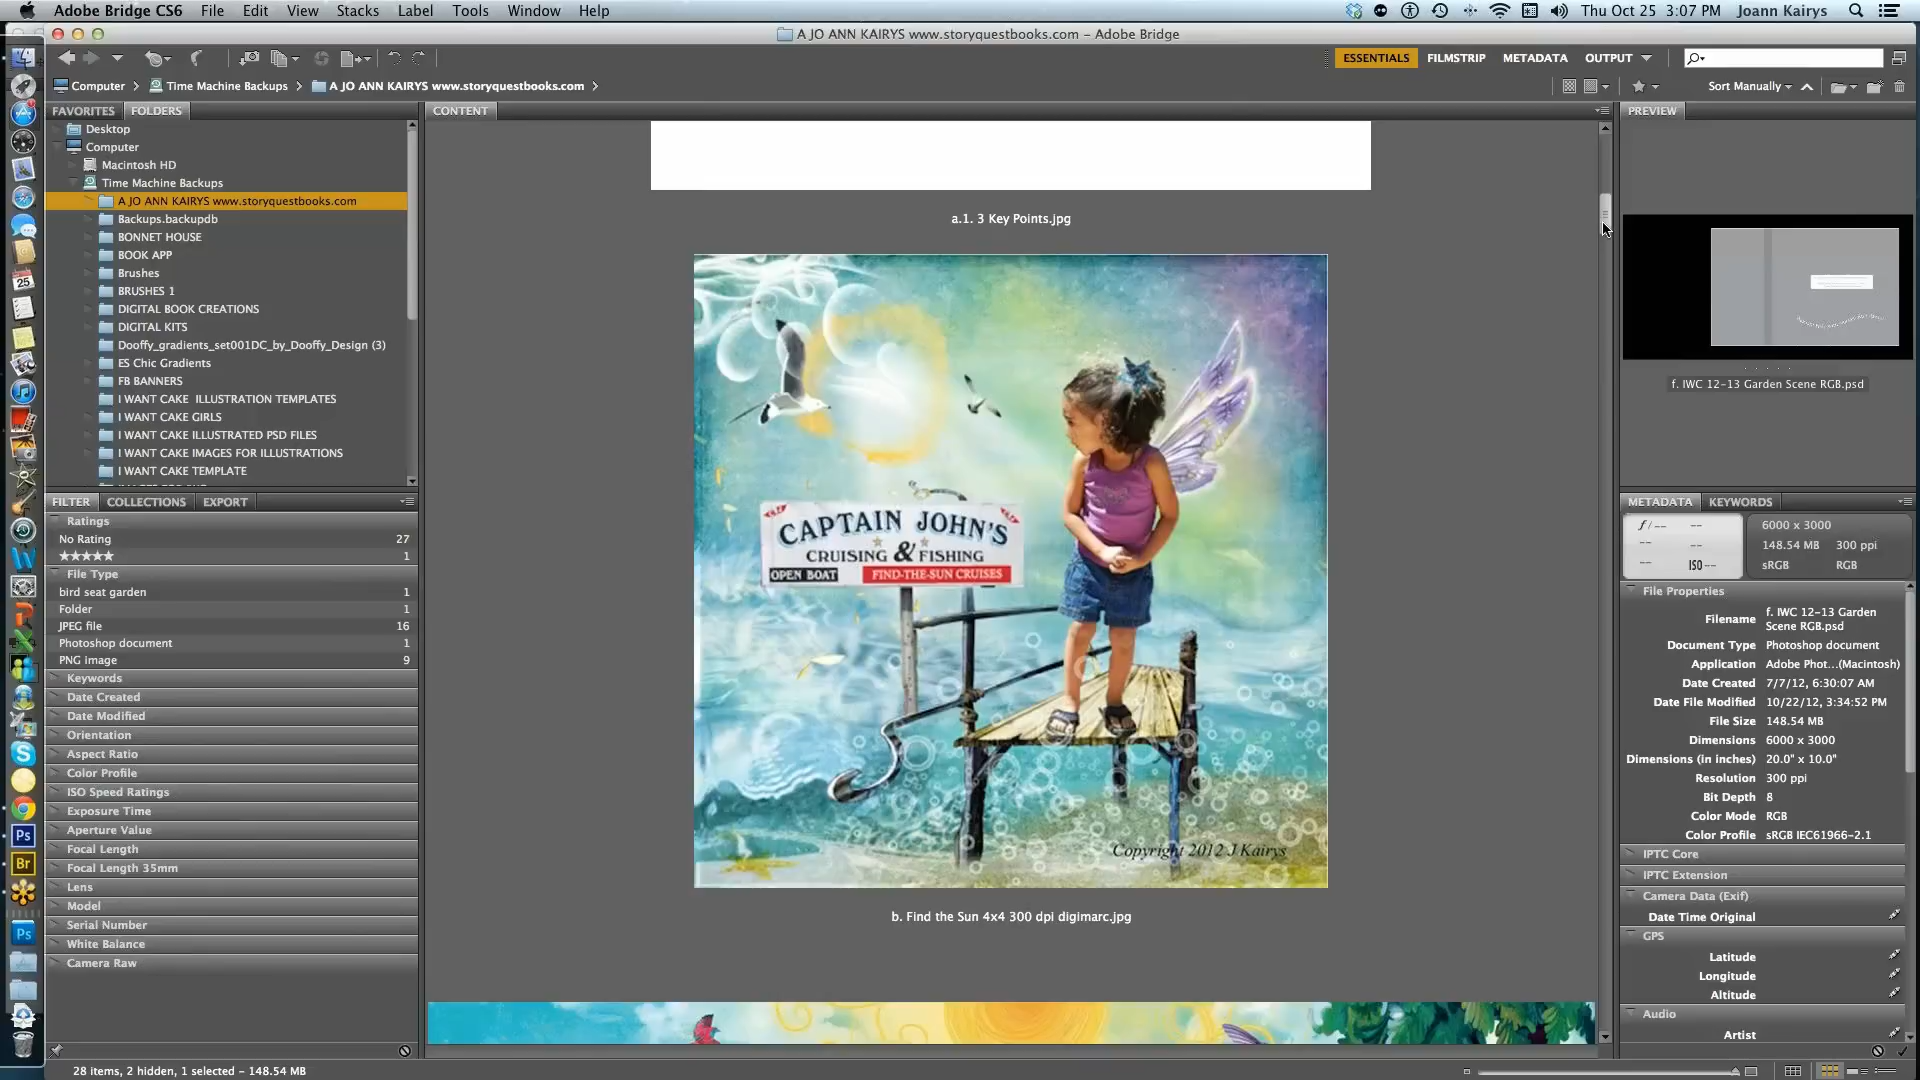 Adobe Bridge CS6 File Edit View Stacks Label Tools Window Help Thu Oct 25 3:07 PM Joann Kairys
A JO ANN KAIRYS www.storyquestbooks.com – Adobe Bridge
ESSENTIALS FILMSTRIP METADATA OUTPUT
Computer Time Machine Backups A JO ANN KAIRYS www.storyquestbooks.com Sort Manually
FAVORITES FOLDERS
Desktop
Computer
Macintosh HD
Time Machine Backups
A JO ANN KAIRYS www.storyquestbooks.com
Backups.backupdb
BONNET HOUSE
BOOK APP
Brushes
BRUSHES 1
DIGITAL BOOK CREATIONS
DIGITAL KITS
Dooffy_gradients_set001DC_by_Dooffy_Design (3)
ES Chic Gradients
FB BANNERS
I WANT CAKE ILLUSTRATION TEMPLATES
I WANT CAKE GIRLS
I WANT CAKE ILLUSTRATED PSD FILES
I WANT CAKE IMAGES FOR ILLUSTRATIONS
I WANT CAKE TEMPLATE
FILTER COLLECTIONS EXPORT
Ratings
No Rating 27
★★★★★ 1
File Type
bird seat garden 1
Folder 1
JPEG file 16
Photoshop document 1
PNG image 9
Keywords
Date Created
Date Modified
Orientation
Aspect Ratio
Color Profile
ISO Speed Ratings
Exposure Time
Aperture Value
Focal Length
Focal Length 35mm
Lens
Model
Serial Number
White Balance
Camera Raw
28 items, 2 hidden, 1 selected – 148.54 MB
CONTENT
a.1. 3 Key Points.jpg
CAPTAIN JOHN'S
CRUISING & FISHING
OPEN BOAT FIND-THE-SUN CRUISES
Copyright 2012 J Kairys
b. Find the Sun 4x4 300 dpi digimarc.jpg
PREVIEW
f. IWC 12-13 Garden Scene RGB.psd
METADATA KEYWORDS
f/-- --
-- --
-- ISO --
6000 x 3000
148.54 MB 300 ppi
sRGB RGB
File Properties
Filename f. IWC 12-13 Garden
Scene RGB.psd
Document Type Photoshop document
Application Adobe Phot...(Macintosh)
Date Created 7/7/12, 6:30:07 AM
Date File Modified 10/22/12, 3:34:52 PM
File Size 148.54 MB
Dimensions 6000 x 3000
Dimensions (in inches) 20.0" x 10.0"
Resolution 300 ppi
Bit Depth 8
Color Mode RGB
Color Profile sRGB IEC61966-2.1
IPTC Core
IPTC Extension
Camera Data (Exif)
Date Time Original
GPS
Latitude
Longitude
Altitude
Audio
Artist
25
Ps
Br
Ps